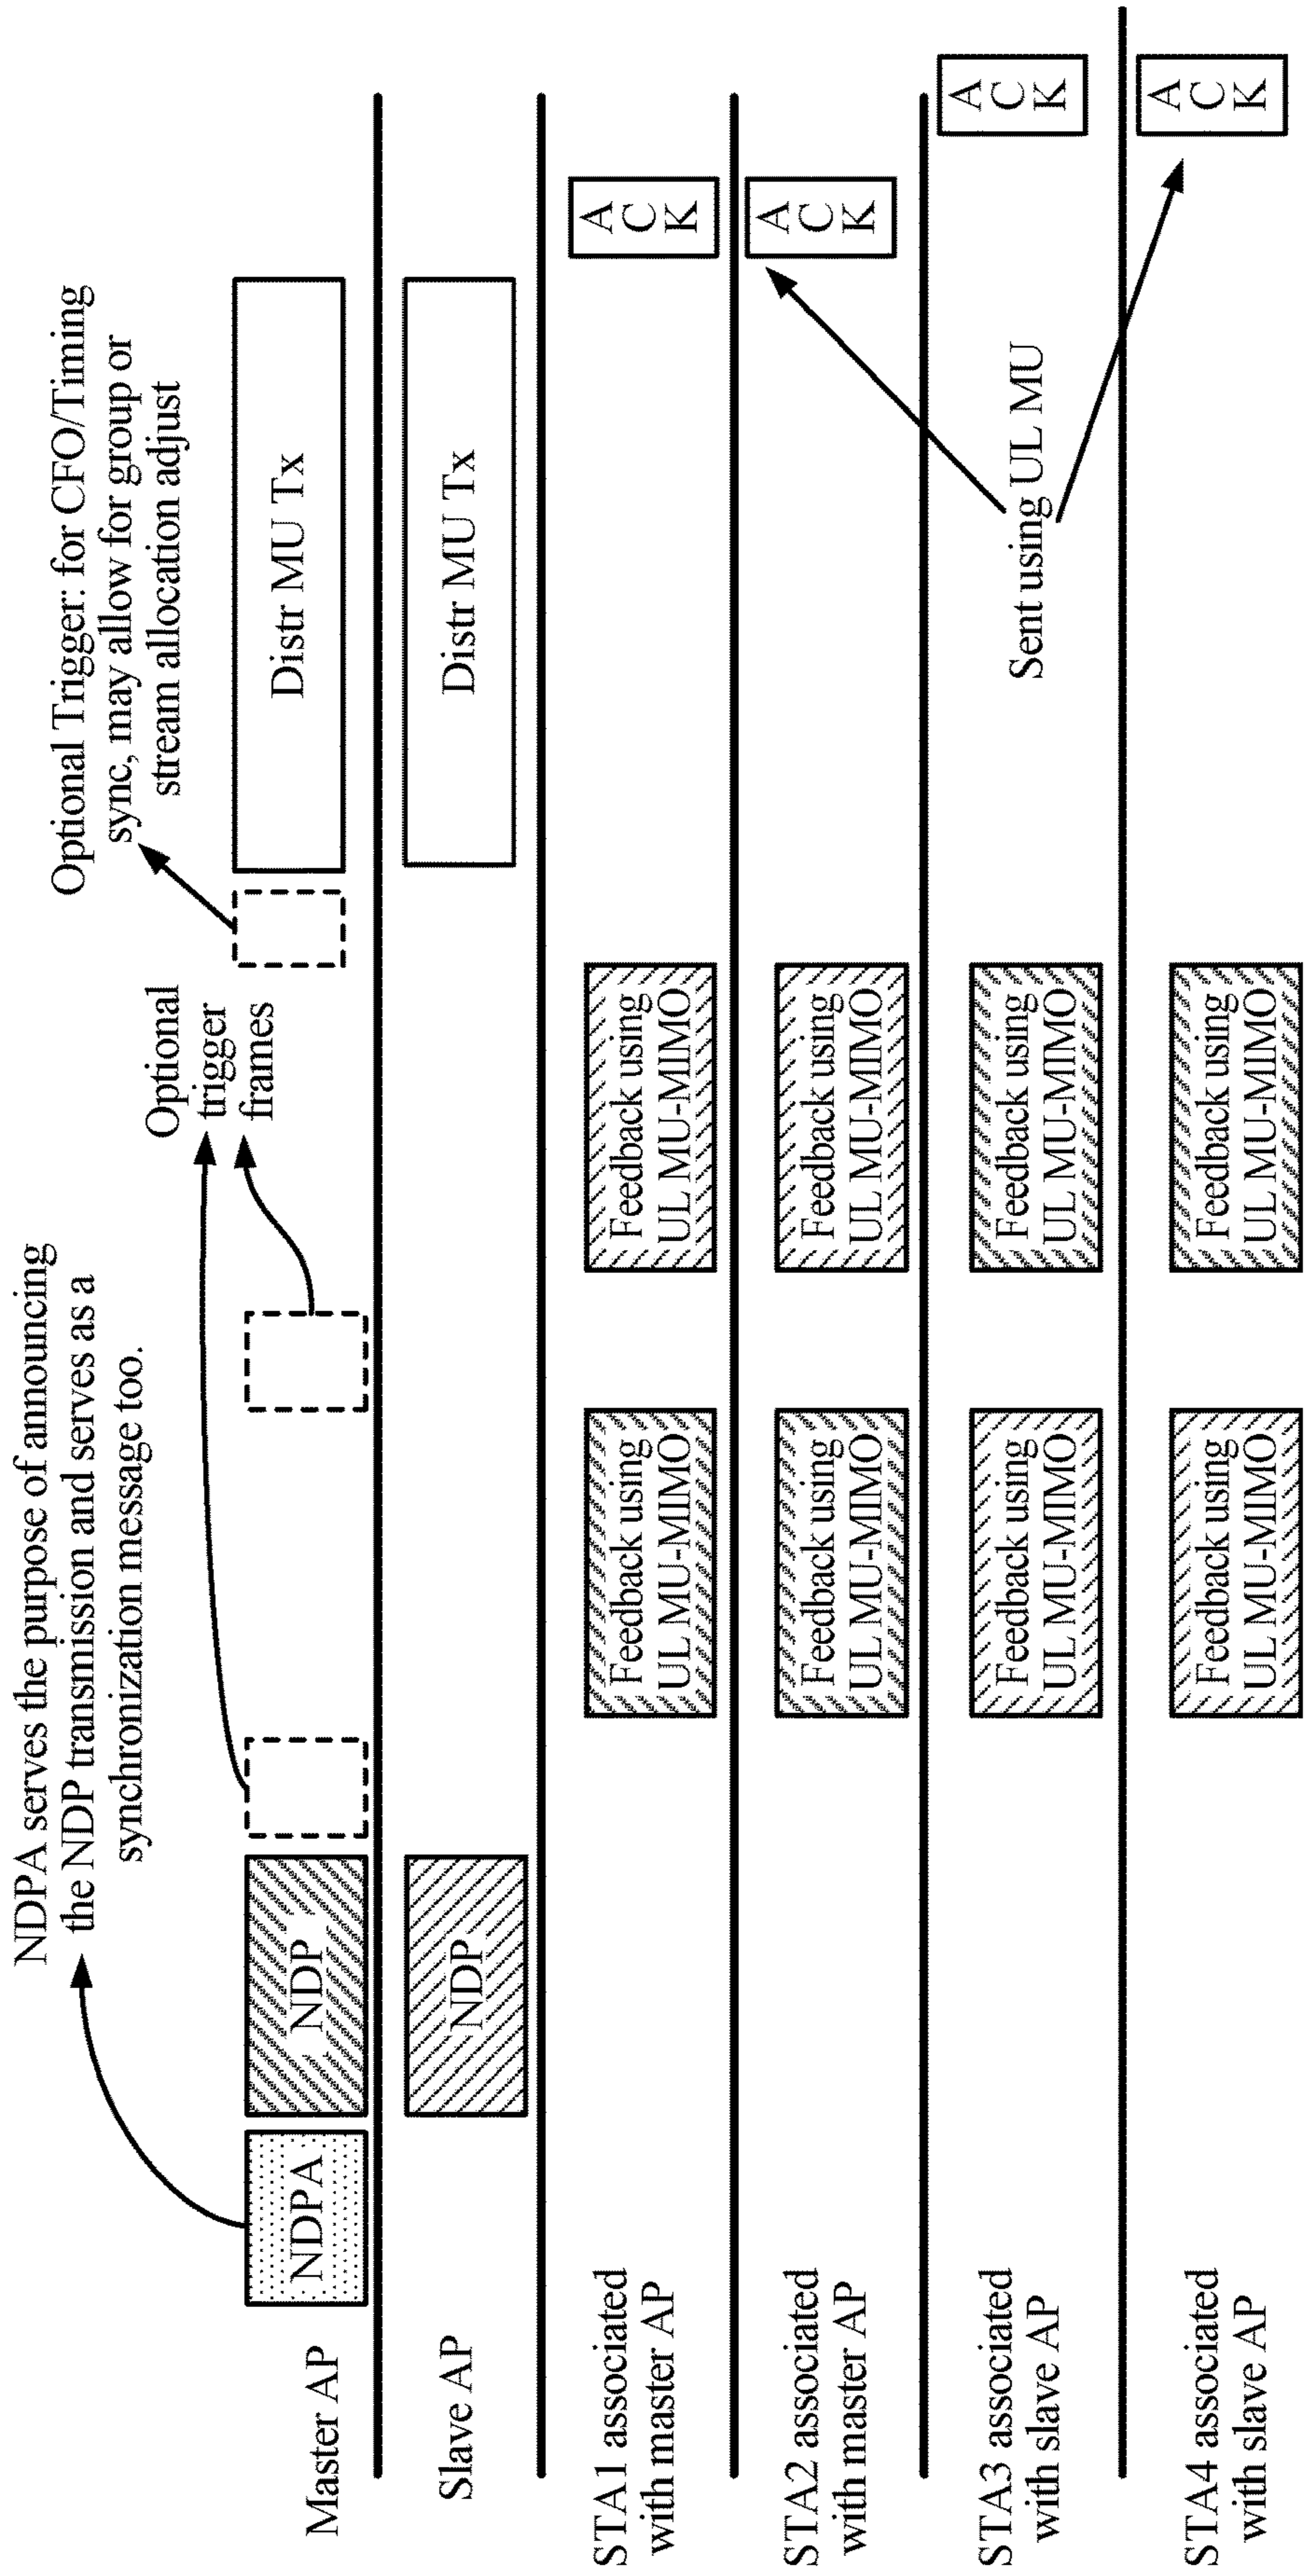 NDPA serves the purpose of announcing
the NDP transmission and serves as a
synchronization message too.
Optional
trigger
frames
Optional Trigger: for CFO/Timing
sync, may allow for group or
stream allocation adjust
Master AP
NDPA
NDP
Distr MU Tx
Slave AP
NDP
Distr MU Tx
STA1 associated
with master AP
Feedback using
UL MU-MIMO
Feedback using
UL MU-MIMO
A
C
K
STA2 associated
with master AP
Feedback using
UL MU-MIMO
Feedback using
UL MU-MIMO
A
C
K
STA3 associated
with slave AP
Feedback using
UL MU-MIMO
Feedback using
UL MU-MIMO
Sent using UL MU
A
C
K
STA4 associated
with slave AP
Feedback using
UL MU-MIMO
Feedback using
UL MU-MIMO
A
C
K